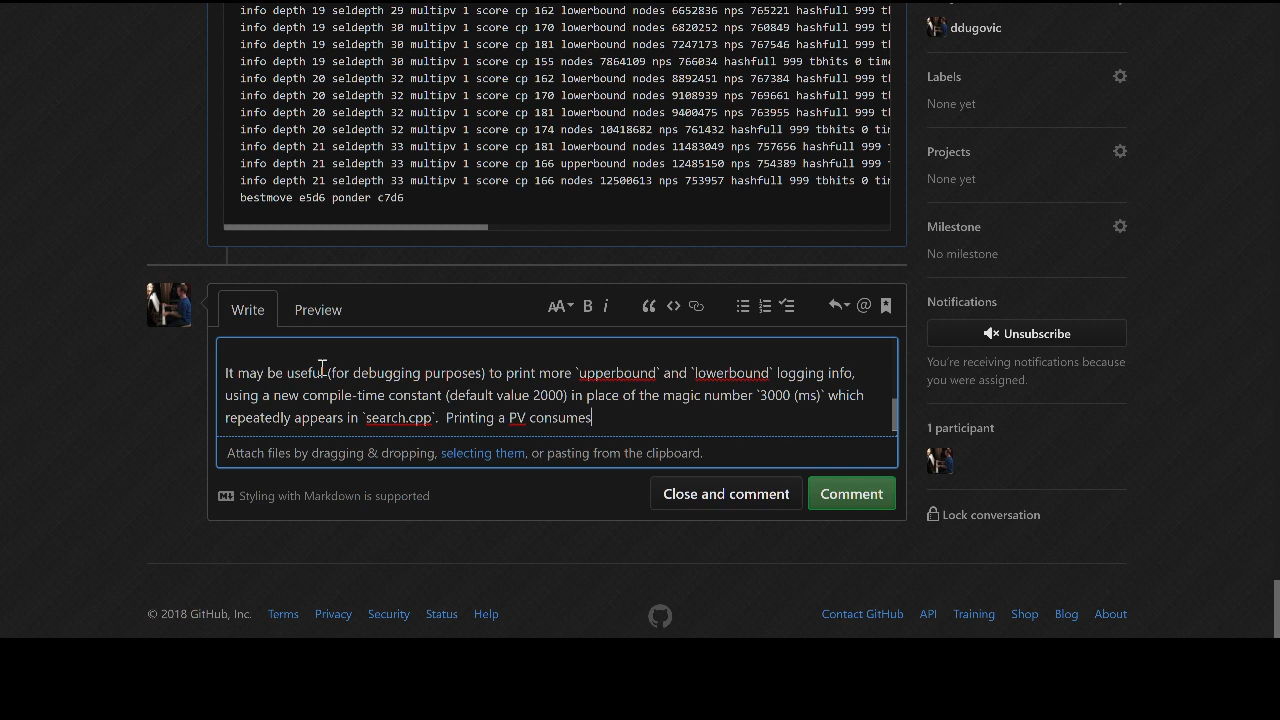 info depth 19 seldepth 29 multipv 1 score cp 162 lowerbound nodes 6652836 nps 765221 hashfull 999 t
info depth 19 seldepth 30 multipv 1 score cp 170 lowerbound nodes 6820252 nps 760849 hashfull 999 t
info depth 19 seldepth 30 multipv 1 score cp 181 lowerbound nodes 7247173 nps 767546 hashfull 999 t
info depth 19 seldepth 30 multipv 1 score cp 155 nodes 7864109 nps 766034 hashfull 999 tbhits 0 time
info depth 20 seldepth 32 multipv 1 score cp 162 lowerbound nodes 8892451 nps 767384 hashfull 999 t
info depth 20 seldepth 32 multipv 1 score cp 170 lowerbound nodes 9108939 nps 769661 hashfull 999 t
info depth 20 seldepth 32 multipv 1 score cp 181 lowerbound nodes 9400475 nps 763955 hashfull 999 t
info depth 20 seldepth 32 multipv 1 score cp 174 nodes 10418682 nps 761432 hashfull 999 tbhits 0 tim
info depth 21 seldepth 33 multipv 1 score cp 181 lowerbound nodes 11483049 nps 757656 hashfull 999
info depth 21 seldepth 33 multipv 1 score cp 166 upperbound nodes 12485150 nps 754389 hashfull 999
info depth 21 seldepth 33 multipv 1 score cp 166 nodes 12500613 nps 753957 hashfull 999 tbhits 0 tim
bestmove e5d6 ponder c7d6
ddugovic
Labels
None yet
Projects
None yet
Milestone
No milestone
Notifications
Unsubscribe
You're receiving notifications because
you were assigned.
1 participant
Lock conversation
Write Preview
AA B i
It may be useful (for debugging purposes) to print more `upperbound` and `lowerbound` logging info,
using a new compile-time constant (default value 2000) in place of the magic number `3000 (ms)` which
repeatedly appears in `search.cpp`.  Printing a PV consumes
Attach files by dragging & dropping, selecting them, or pasting from the clipboard.
Styling with Markdown is supported
Close and comment
Comment
© 2018 GitHub, Inc. Terms Privacy Security Status Help
Contact GitHub API Training Shop Blog About